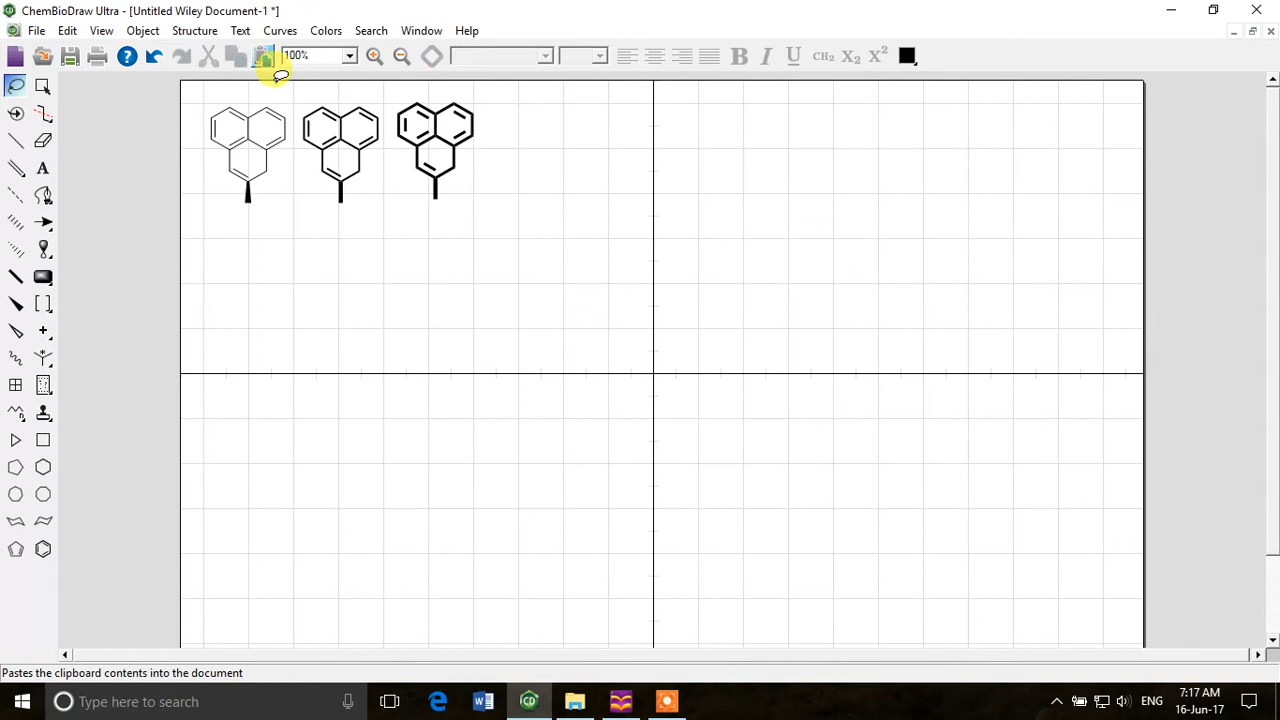 ChemBioDraw Ultra - [Untitled Wiley Document-1 *]
File Edit View Object Structure Text Curves Colors Search Window Help
100% B I U CH2 X2 X2
A
Pastes the clipboard contents into the document
Type here to search
ENG
7:17 AM
16-Jun-17